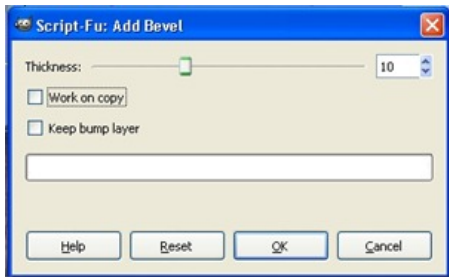 Script-Fu: Add Bevel
Thickness: 10
Work on copy
Keep bump layer
Help Reset OK Cancel